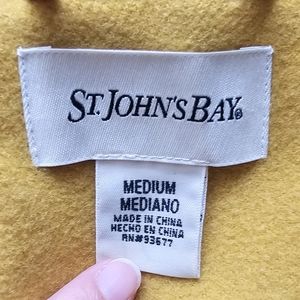 ST. JOHN'S BAY®
MEDIUM
MEDIANO
MADE IN CHINA
HECHO EN CHINA
RN#93677